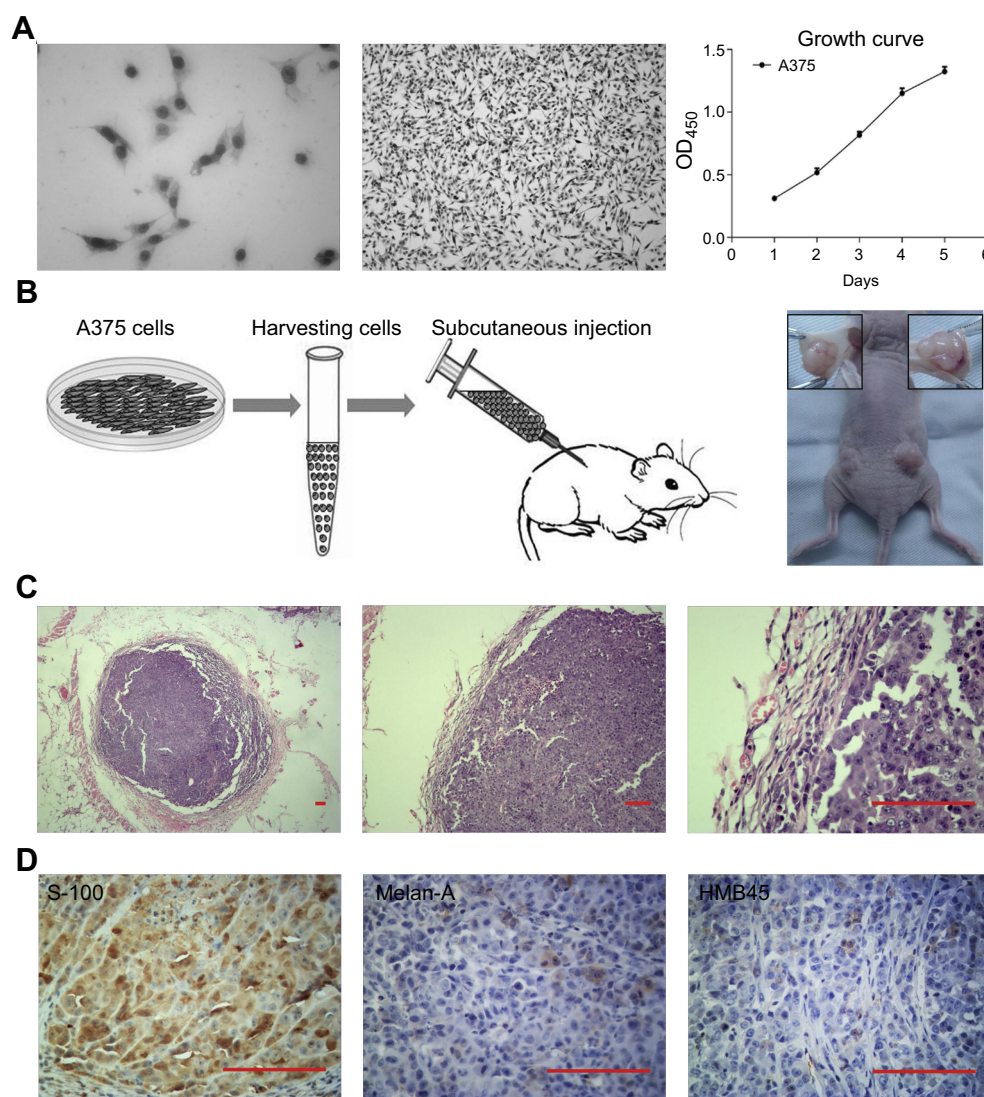 A
Growth curve
A375
OD450
1.5
1.0
0.5
0.0
0 1 2 3 4 5 6
Days
B
A375 cells
Harvesting cells
Subcutaneous injection
C
D
S-100
Melan-A
HMB45